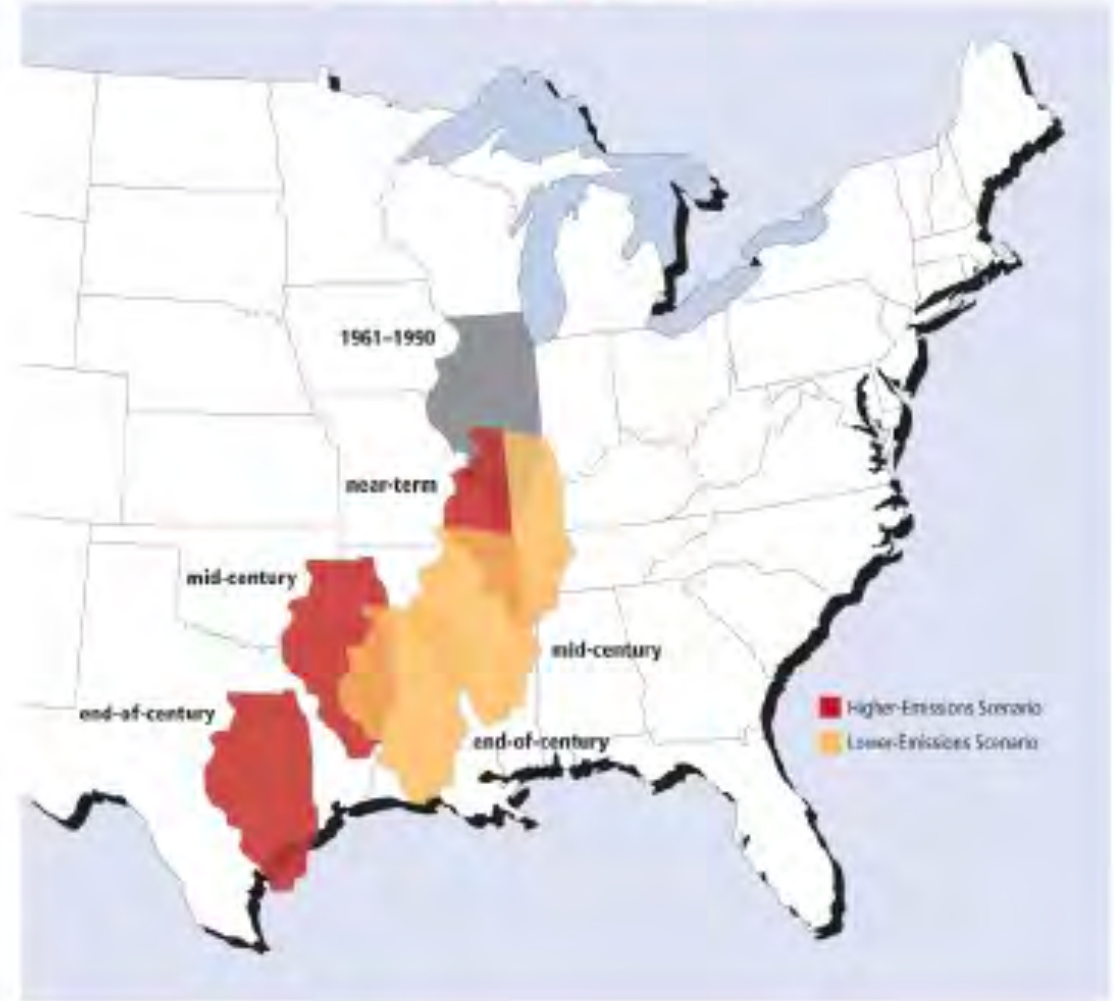 1961–1990
near-term
mid-century
mid-century
end-of-century
end-of-century
Higher-Emissions Scenario
Lower-Emissions Scenario